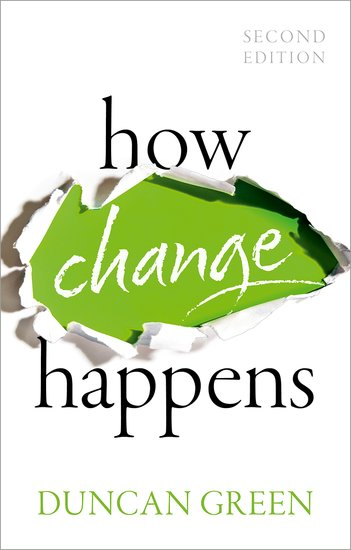 SECOND
EDITION
how
change
happens
DUNCAN GREEN